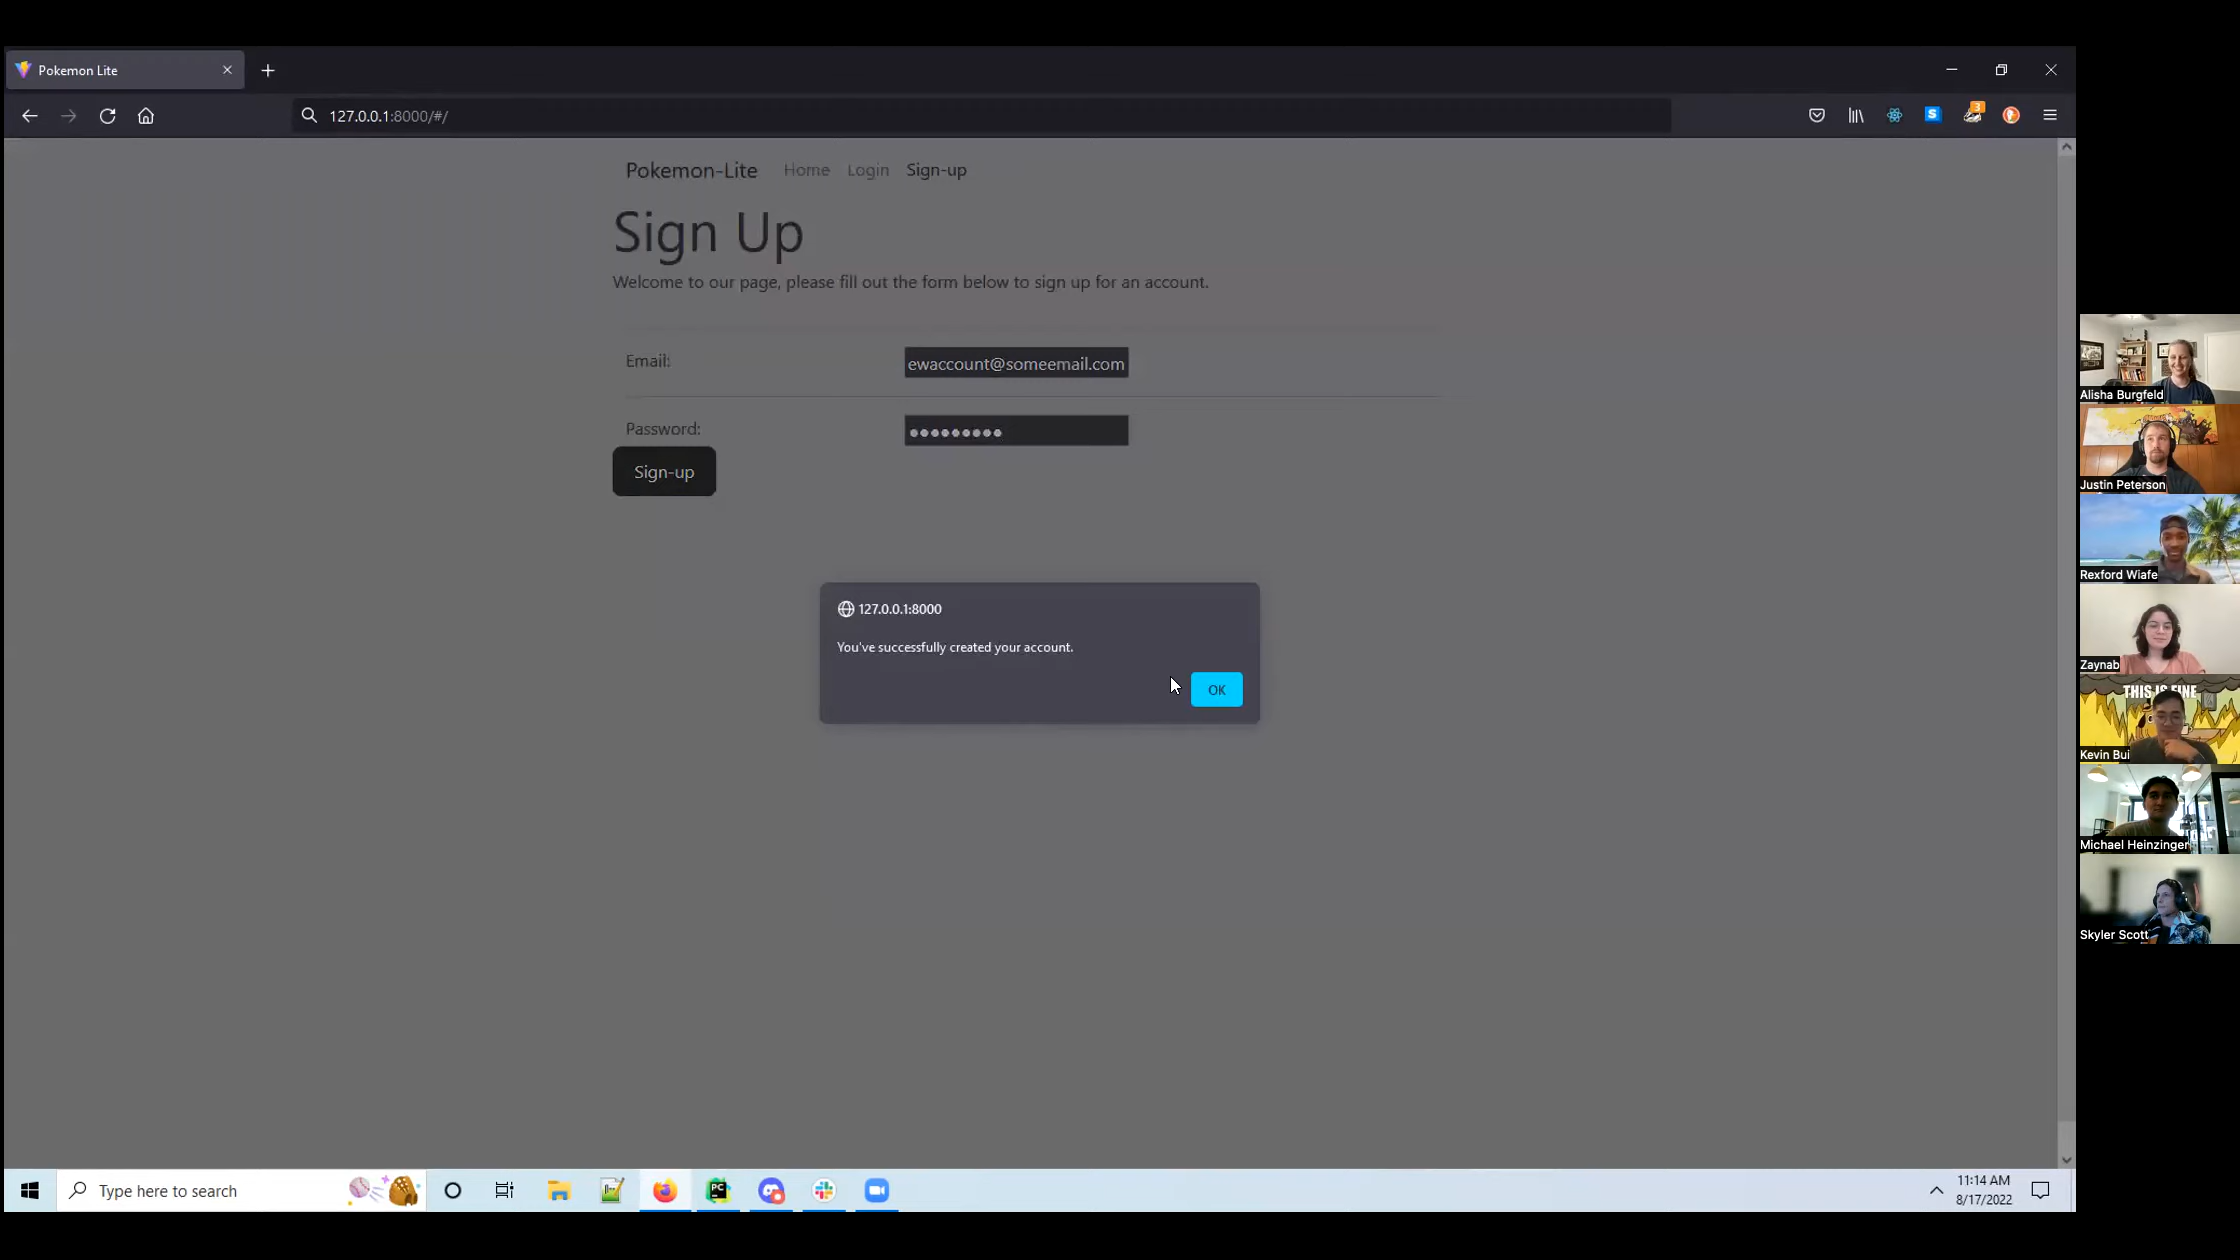 Pokemon Lite
127.0.0.1:8000/#/
S
3
Pokemon-Lite Home Login Sign-up
Sign Up
Welcome to our page, please fill out the form below to sign up for an account.
Email: ewaccount@someemail.com
Password: •••••••••
Sign-up
127.0.0.1:8000
You've successfully created your account.
OK
Alisha Burgfeld
Justin Peterson
Rexford Wiafe
Zaynab
THIS IS FINE
Kevin Bui
Michael Heinzinger
Skyler Scott
Type here to search
PC
11:14 AM
8/17/2022